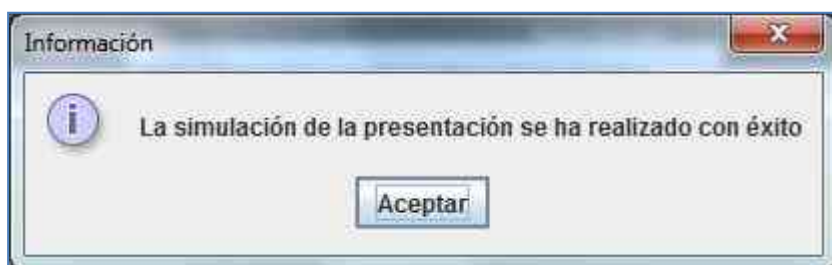 Información
La simulación de la presentación se ha realizado con éxito
Aceptar